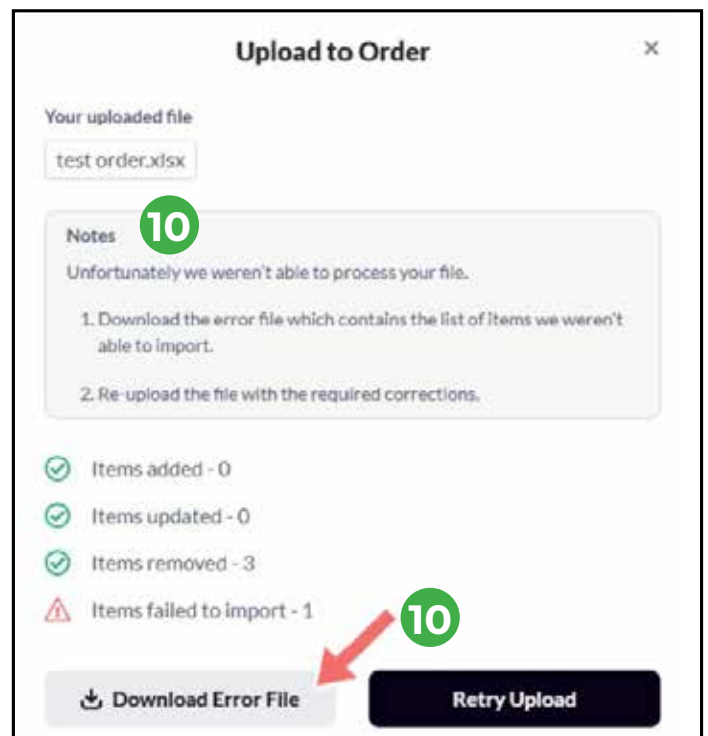 Upload to Order ×
Your uploaded file
test order.xlsx
Notes 10
Unfortunately we weren't able to process your file.
1. Download the error file which contains the list of items we weren't
able to import.
2. Re-upload the file with the required corrections.
Items added - 0
Items updated - 0
Items removed - 3
Items failed to import - 1
10
Download Error File
Retry Upload